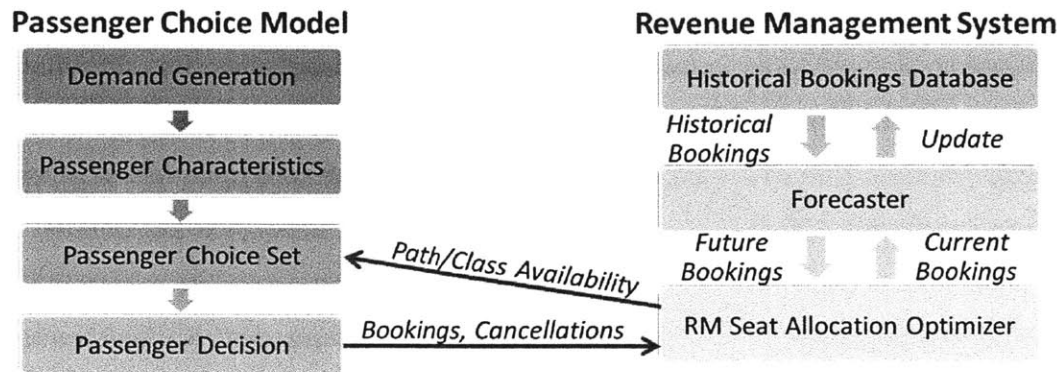 Passenger Choice Model
Demand Generation
Passenger Characteristics
Passenger Choice Set
Passenger Decision
Path/Class Availability
Bookings, Cancellations
Revenue Management System
Historical Bookings Database
Historical
Bookings
Update
Forecaster
Future
Bookings
Current
Bookings
RM Seat Allocation Optimizer